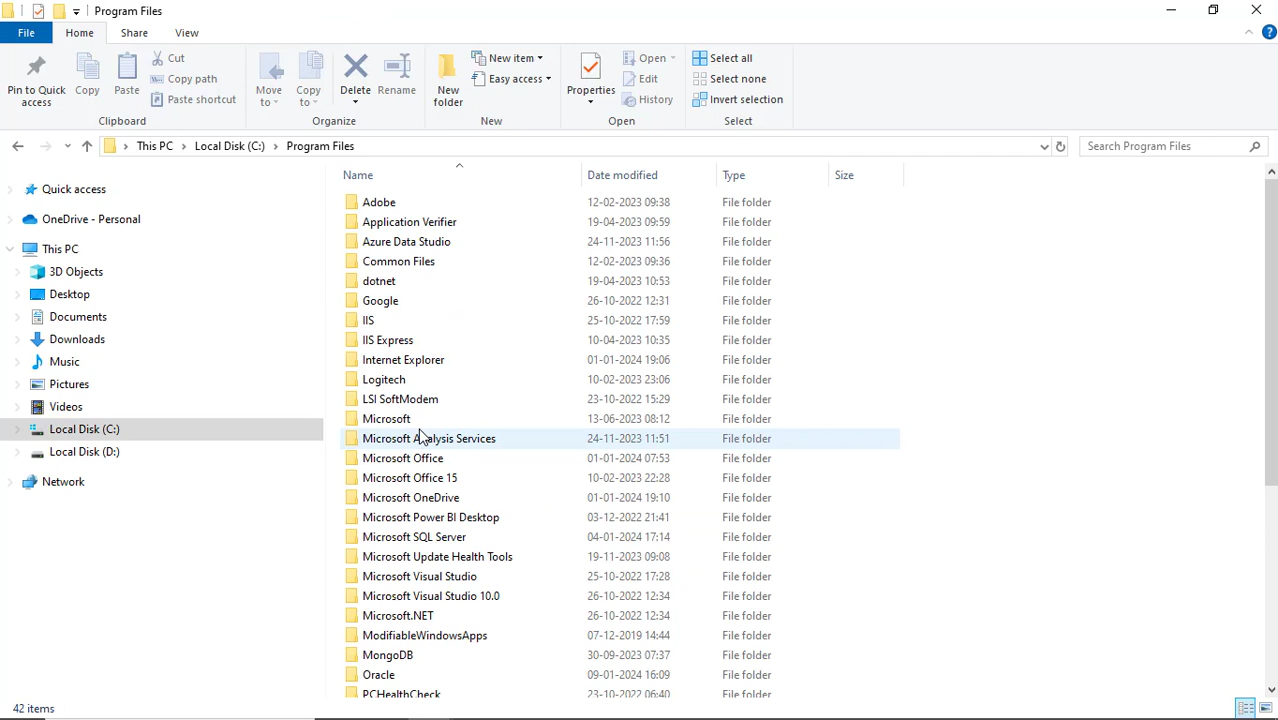 Program Files
File Home Share View
Pin to Quick access
Copy
Paste
Cut
Copy path
Paste shortcut
Clipboard
Move to
Copy to
Delete
Rename
Organize
New folder
New item
Easy access
New
Properties
Open
Edit
History
Open
Select all
Select none
Invert selection
Select
This PC > Local Disk (C:) > Program Files
Search Program Files
Quick access
OneDrive - Personal
This PC
3D Objects
Desktop
Documents
Downloads
Music
Pictures
Videos
Local Disk (C:)
Local Disk (D:)
Network
Name Date modified Type Size
Adobe 12-02-2023 09:38 File folder
Application Verifier 19-04-2023 09:59 File folder
Azure Data Studio 24-11-2023 11:56 File folder
Common Files 12-02-2023 09:36 File folder
dotnet 19-04-2023 10:53 File folder
Google 26-10-2022 12:31 File folder
IIS 25-10-2022 17:59 File folder
IIS Express 10-04-2023 10:35 File folder
Internet Explorer 01-01-2024 19:06 File folder
Logitech 10-02-2023 23:06 File folder
LSI SoftModem 23-10-2022 15:29 File folder
Microsoft 13-06-2023 08:12 File folder
Microsoft Analysis Services 24-11-2023 11:51 File folder
Microsoft Office 01-01-2024 07:53 File folder
Microsoft Office 15 10-02-2023 22:28 File folder
Microsoft OneDrive 01-01-2024 19:10 File folder
Microsoft Power BI Desktop 03-12-2022 21:41 File folder
Microsoft SQL Server 04-01-2024 17:14 File folder
Microsoft Update Health Tools 19-11-2023 09:08 File folder
Microsoft Visual Studio 25-10-2022 17:28 File folder
Microsoft Visual Studio 10.0 26-10-2022 12:34 File folder
Microsoft.NET 26-10-2022 12:34 File folder
ModifiableWindowsApps 07-12-2019 14:44 File folder
MongoDB 30-09-2023 07:37 File folder
Oracle 09-01-2024 16:09 File folder
PCHealthCheck 23-10-2022 06:40 File folder
42 items